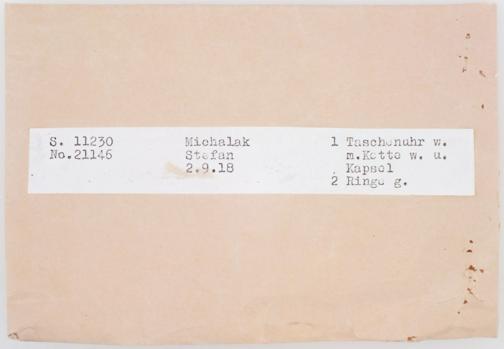 S. 11230 Michalak 1 Taschenuhr w.
No.21146 Stefan m.Kette w. u.
2.9.18 Kapsel
2 Ringe g.